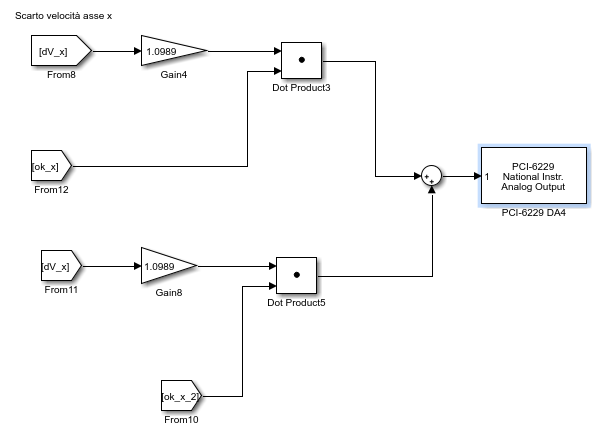 Scarto velocità asse x
[dV_x]
From8
1.0989
Gain4
Dot Product3
[ok_x]
From12
1
PCI-6229
National Instr.
Analog Output
PCI-6229 DA4
[dV_x]
From11
1.0989
Gain8
Dot Product5
[ok_x_2]
From10